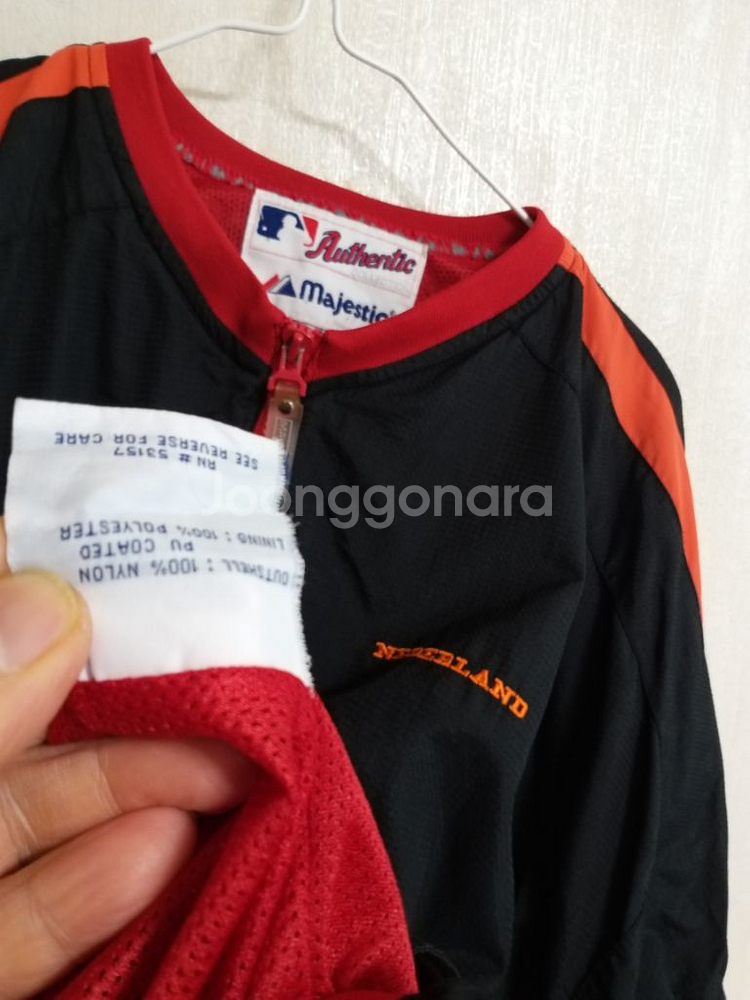 Authentic
Majestic
SEE REVERSE FOR CARE
RN # 53157
LINING : 100% POLYESTER
PU COATED
OUTSHELL : 100% NYLON
Joonggonara
NEDERLAND